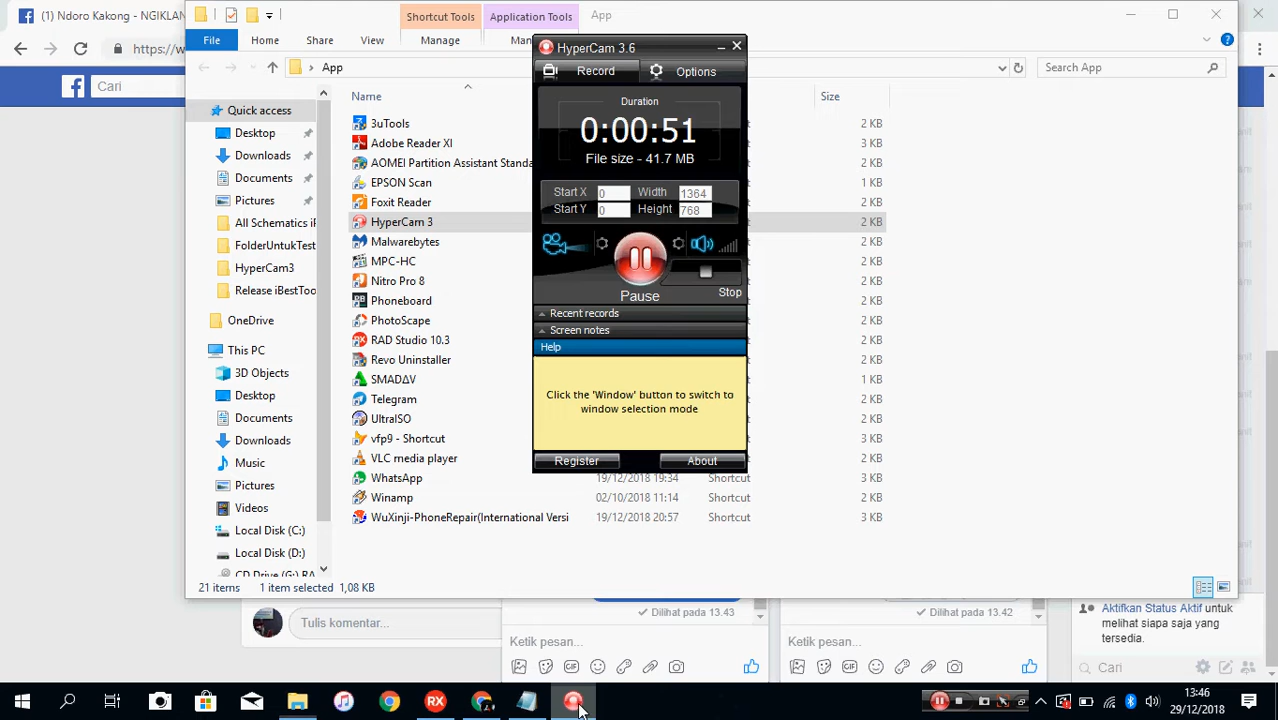 (1) Ndoro Kakong - NGIKLAN
https://w
Cari
Shortcut Tools
Application Tools
App
File
Home
Share
View
Manage
App
Search App
Quick access
Desktop
Downloads
Documents
Pictures
All Schematics iP
FolderUntukTest
HyperCam3
Release iBestToo
OneDrive
This PC
3D Objects
Desktop
Documents
Downloads
Music
Pictures
Videos
Local Disk (C:)
Local Disk (D:)
Name
Size
3uTools 2 KB
Adobe Reader XI 3 KB
AOMEI Partition Assistant Standa 2 KB
EPSON Scan 1 KB
Foxit Reader 2 KB
HyperCam 3 2 KB
Malwarebytes 2 KB
MPC-HC 2 KB
Nitro Pro 8 2 KB
Phoneboard 2 KB
PhotoScape 2 KB
RAD Studio 10.3 2 KB
Revo Uninstaller 2 KB
SMADΔV 1 KB
Telegram 2 KB
UltraISO 2 KB
vfp9 - Shortcut 2 KB
VLC media player 2 KB
WhatsApp 19/12/2018 19:34 Shortcut 3 KB
Winamp 02/10/2018 11:14 Shortcut 2 KB
WuXinji-PhoneRepair(International Versi 19/12/2018 20:57 Shortcut 3 KB
21 items 1 item selected 1,08 KB
HyperCam 3.6
Record
Options
Duration
0:00:51
File size - 41.7 MB
Start X 0 Width 1364
Start Y 0 Height 768
Pause
Stop
Recent records
Screen notes
Help
Click the 'Window' button to switch to
window selection mode
Register
About
Tulis komentar...
Dilihat pada 13.43
Ketik pesan...
Dilihat pada 13.42
Ketik pesan...
Aktifkan Status Aktif untuk
melihat siapa saja yang
tersedia.
Cari
13:46
29/12/2018